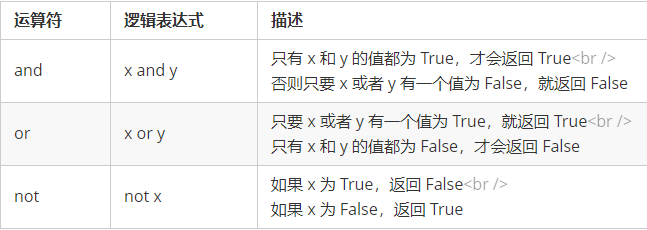 运算符 逻辑表达式 描述
and x and y 只有 x 和 y 的值都为 True，才会返回 True<br />
否则只要 x 或者 y 有一个值为 False，就返回 False
or x or y 只要 x 或者 y 有一个值为 True，就返回 True<br />
只有 x 和 y 的值都为 False，才会返回 False
not not x 如果 x 为 True，返回 False<br />
如果 x 为 False，返回 True